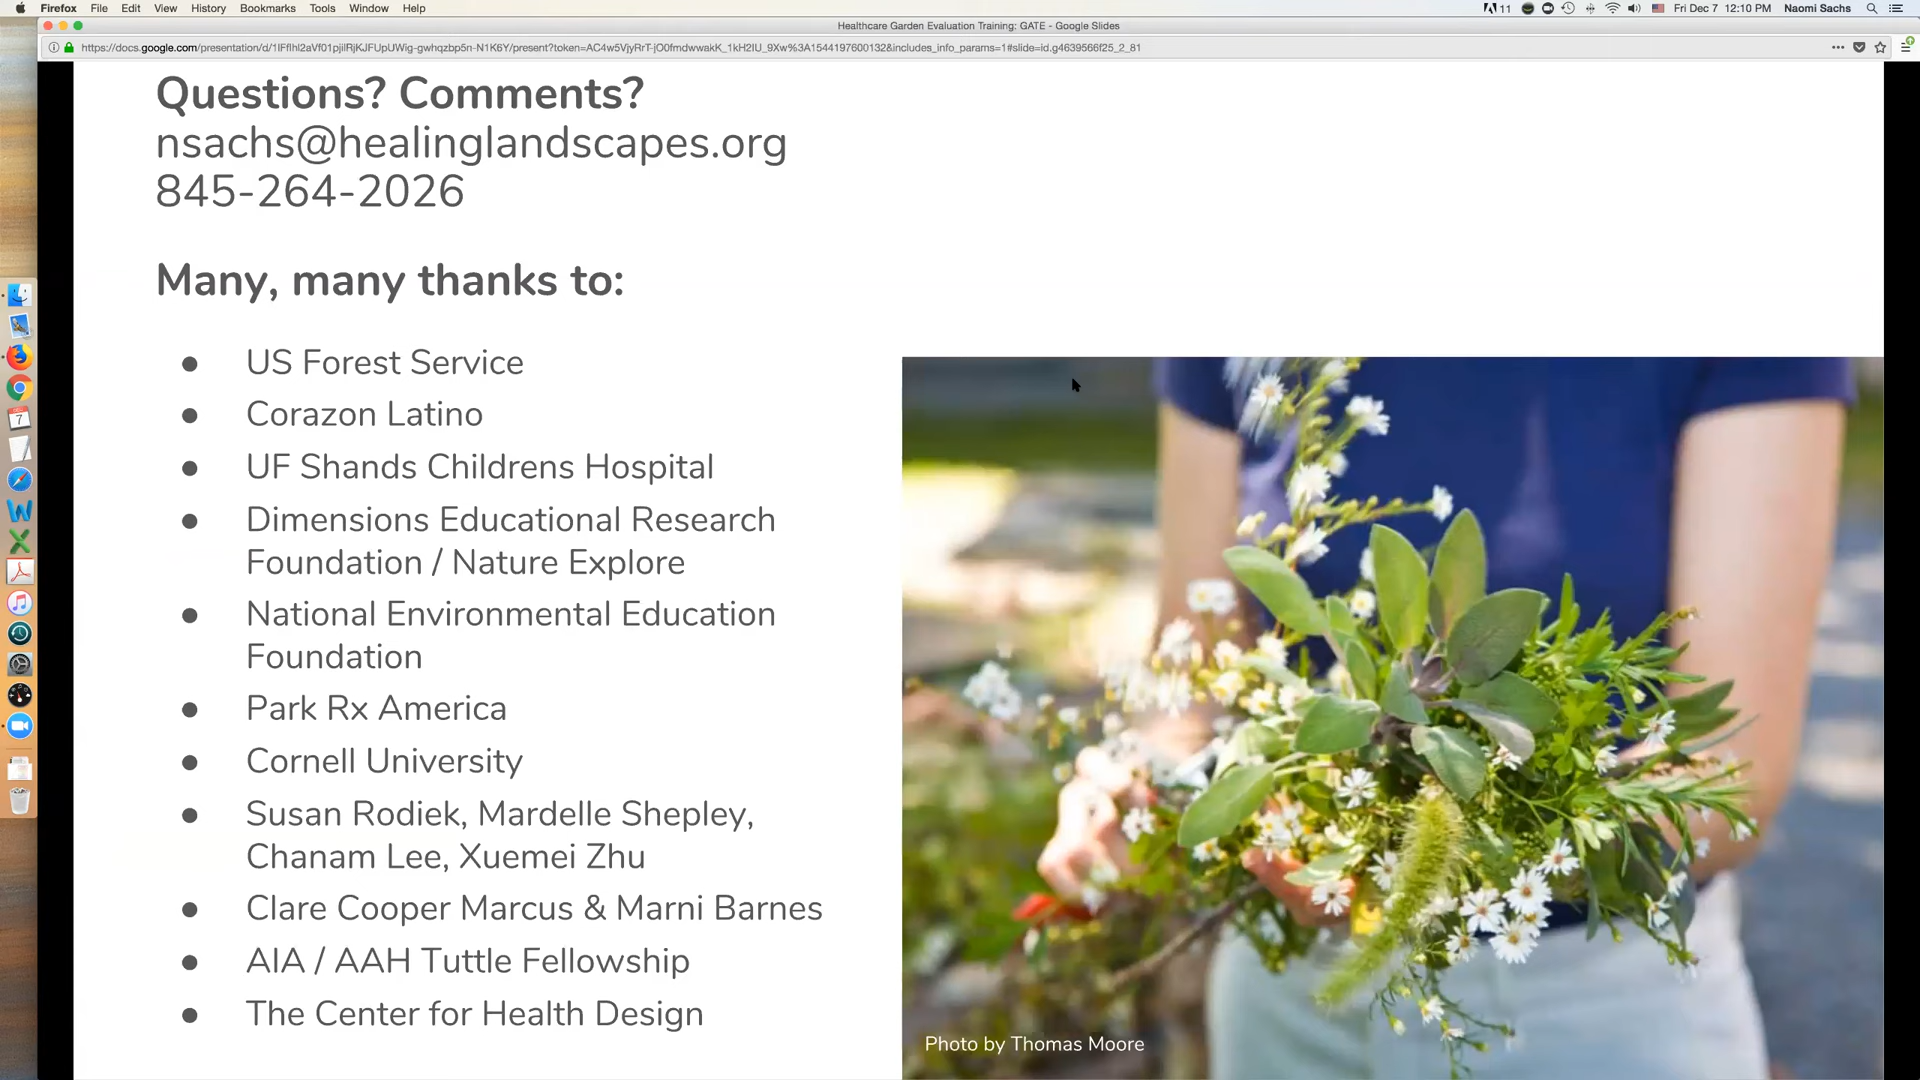 Firefox File Edit View History Bookmarks Tools Window Help 11 Fri Dec 7 12:10 PM Naomi Sachs
Healthcare Garden Evaluation Training: GATE - Google Slides
Questions? Comments?
nsachs@healinglandscapes.org
845-264-2026
Many, many thanks to:
● US Forest Service
● Corazon Latino
● UF Shands Childrens Hospital
● Dimensions Educational Research
Foundation / Nature Explore
● National Environmental Education
Foundation
● Park Rx America
● Cornell University
● Susan Rodiek, Mardelle Shepley,
Chanam Lee, Xuemei Zhu
● Clare Cooper Marcus & Marni Barnes
● AIA / AAH Tuttle Fellowship
● The Center for Health Design
Photo by Thomas Moore